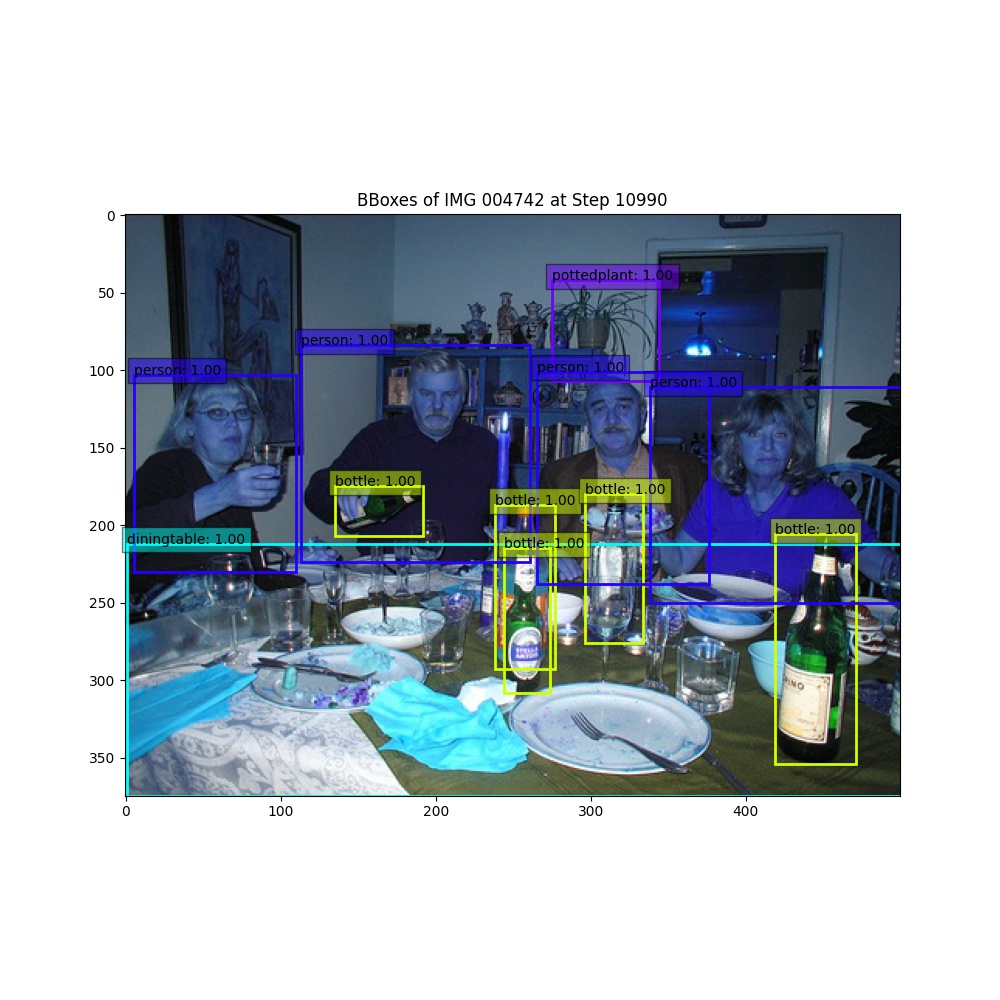 BBoxes of IMG 004742 at Step 10990
0
50
100
150
200
250
300
350
0
100
200
300
400
pottedplant: 1.00
person: 1.00
person: 1.00
person: 1.00
person: 1.00
bottle: 1.00
bottle: 1.00
bottle: 1.00
bottle: 1.00
bottle: 1.00
diningtable: 1.00
STELLA
ARTOIS